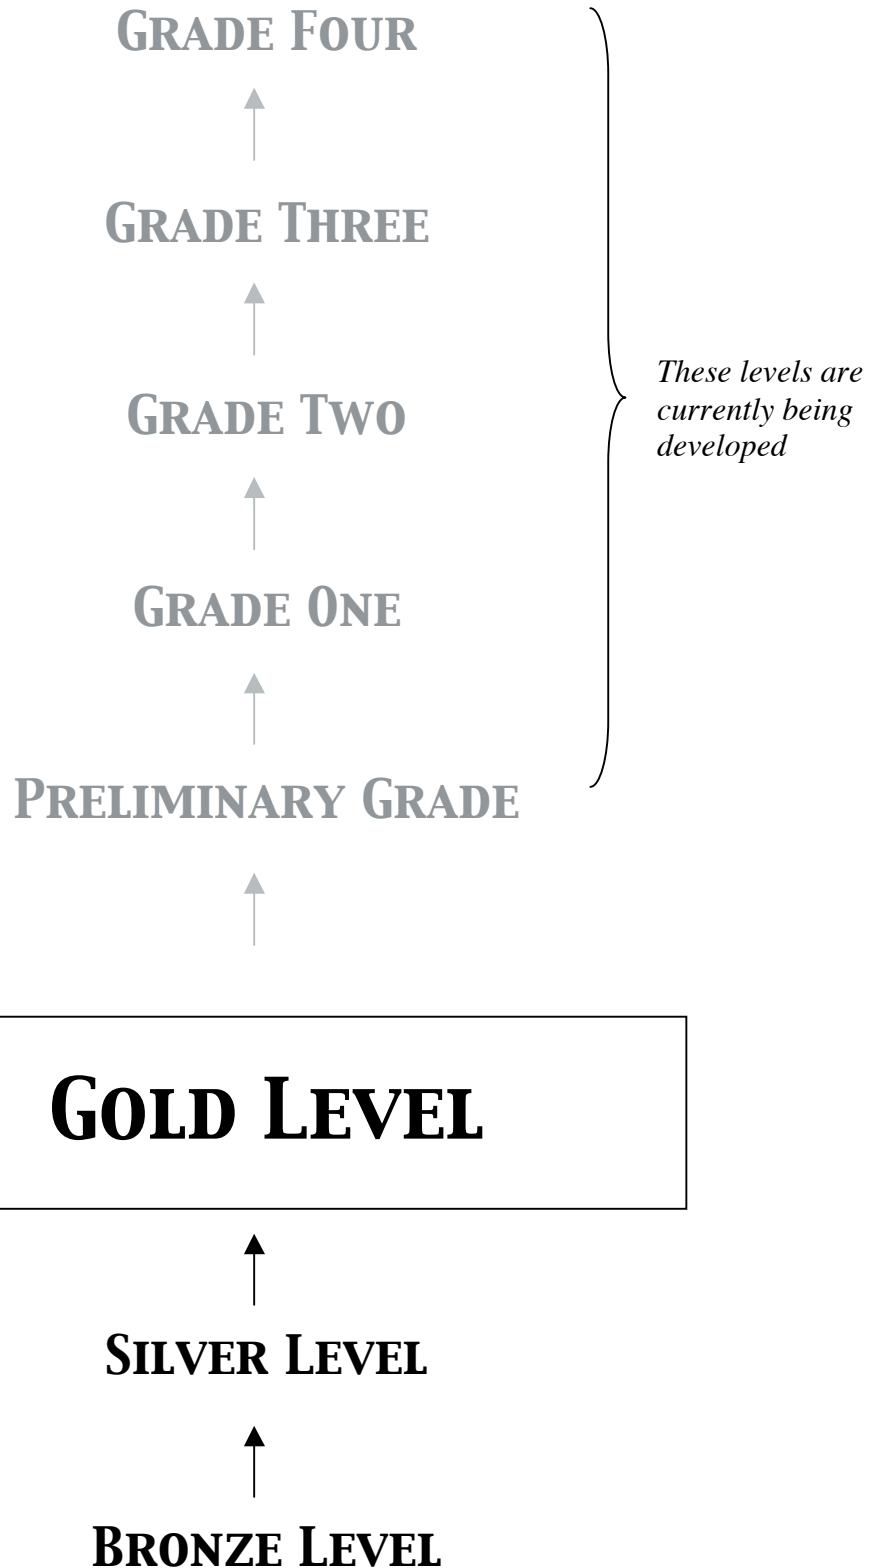 Grade Four
Grade Three
These levels are
currently being
developed
Grade Two
Grade One
Preliminary Grade
Gold Level
Silver Level
Bronze Level